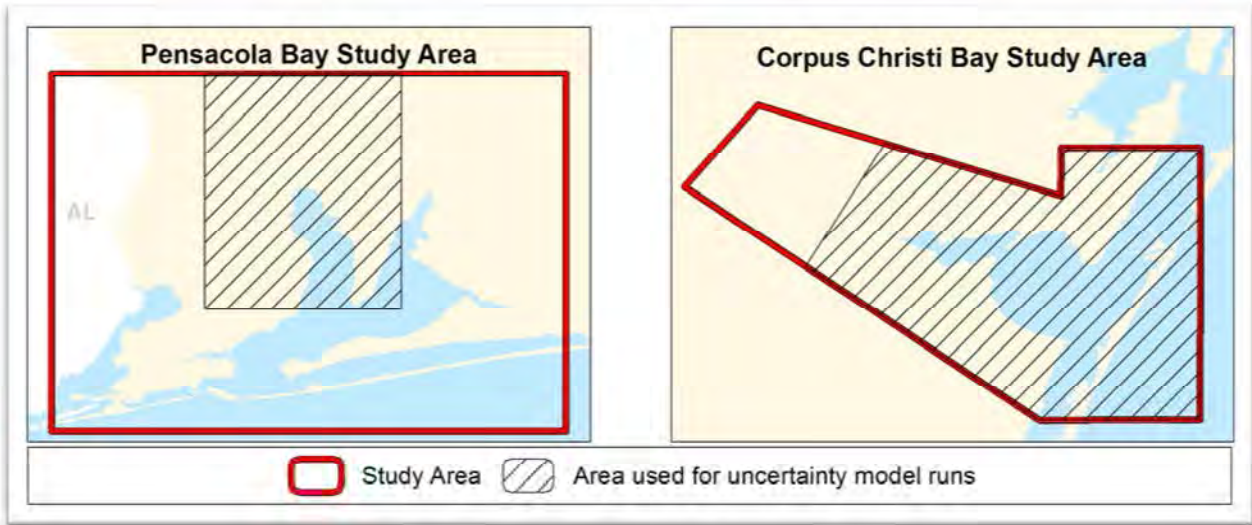 Pensacola Bay Study Area
Corpus Christi Bay Study Area
AL
Study Area
Area used for uncertainty model runs